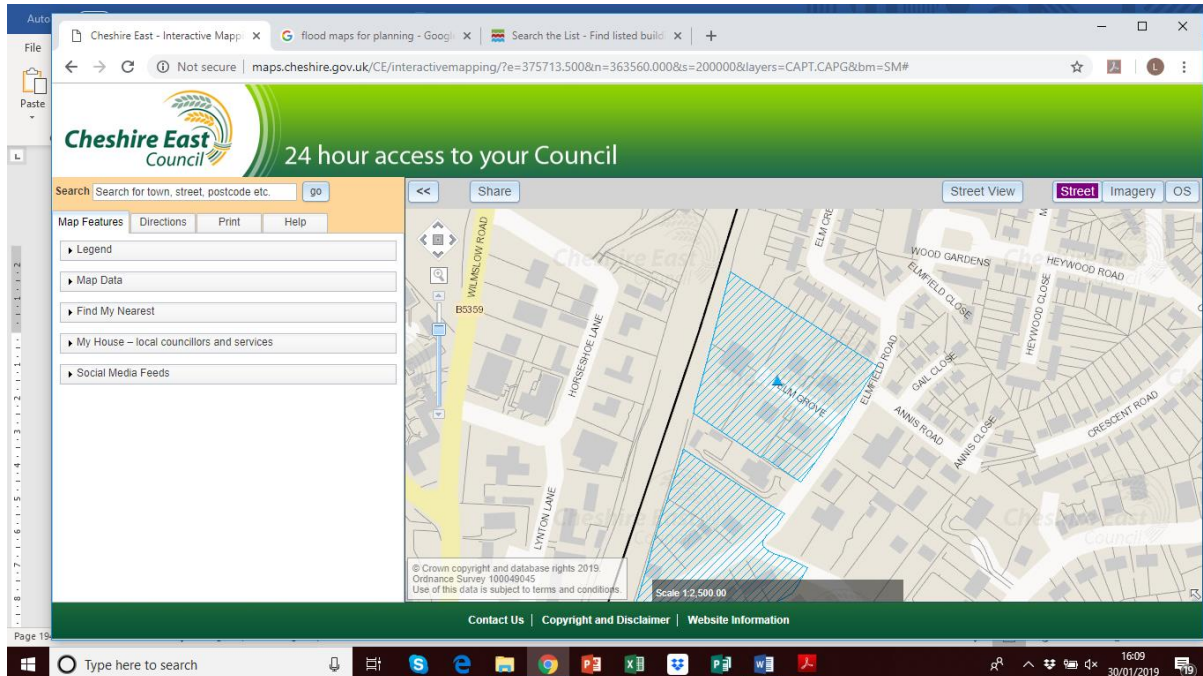 Auto
File
Paste
Cheshire East - Interactive Mapp
flood maps for planning - Googl
Search the List - Find listed build
Not secure | maps.cheshire.gov.uk/CE/interactivemapping/?e=375713.500&n=363560.000&s=200000&layers=CAPT.CAPG&bm=SM#
L
Cheshire East
Council
24 hour access to your Council
Search Search for town, street, postcode etc. go
<< Share Street View Street Imagery OS
Map Features Directions Print Help
Legend
Map Data
Find My Nearest
My House – local councillors and services
Social Media Feeds
WILMSLOW ROAD
B5359
HORSESHOE LANE
LYNTON LANE
ELM CRE
WOOD GARDENS
HEYWOOD ROAD
ELMFIELD CLOSE
HEYWOOD CLOSE
ELMFIELD ROAD
GAIL CLOSE
ELM GROVE
ANNIS ROAD
ANNIS CLOSE
CRESCENT ROAD
Cheshire East
Council
© Crown copyright and database rights 2019.
Ordnance Survey 100049045
Use of this data is subject to terms and conditions.
Scale 1:2,500.00
Contact Us | Copyright and Disclaimer | Website Information
Page 194
Type here to search
16:09
30/01/2019
19